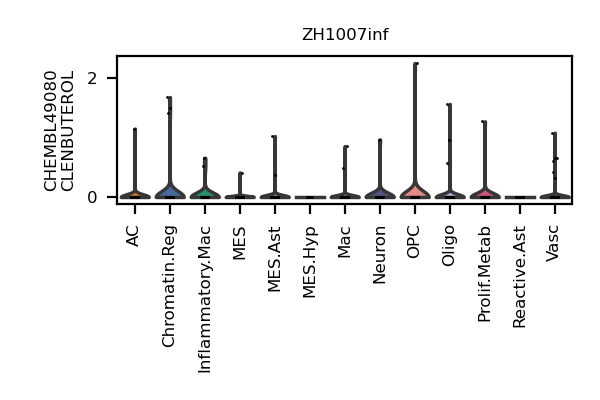 ZH1007inf
CHEMBL49080
CLENBUTEROL
2
0
AC
Chromatin.Reg
Inflammatory.Mac
MES
MES.Ast
MES.Hyp
Mac
Neuron
OPC
Oligo
Prolif.Metab
Reactive.Ast
Vasc